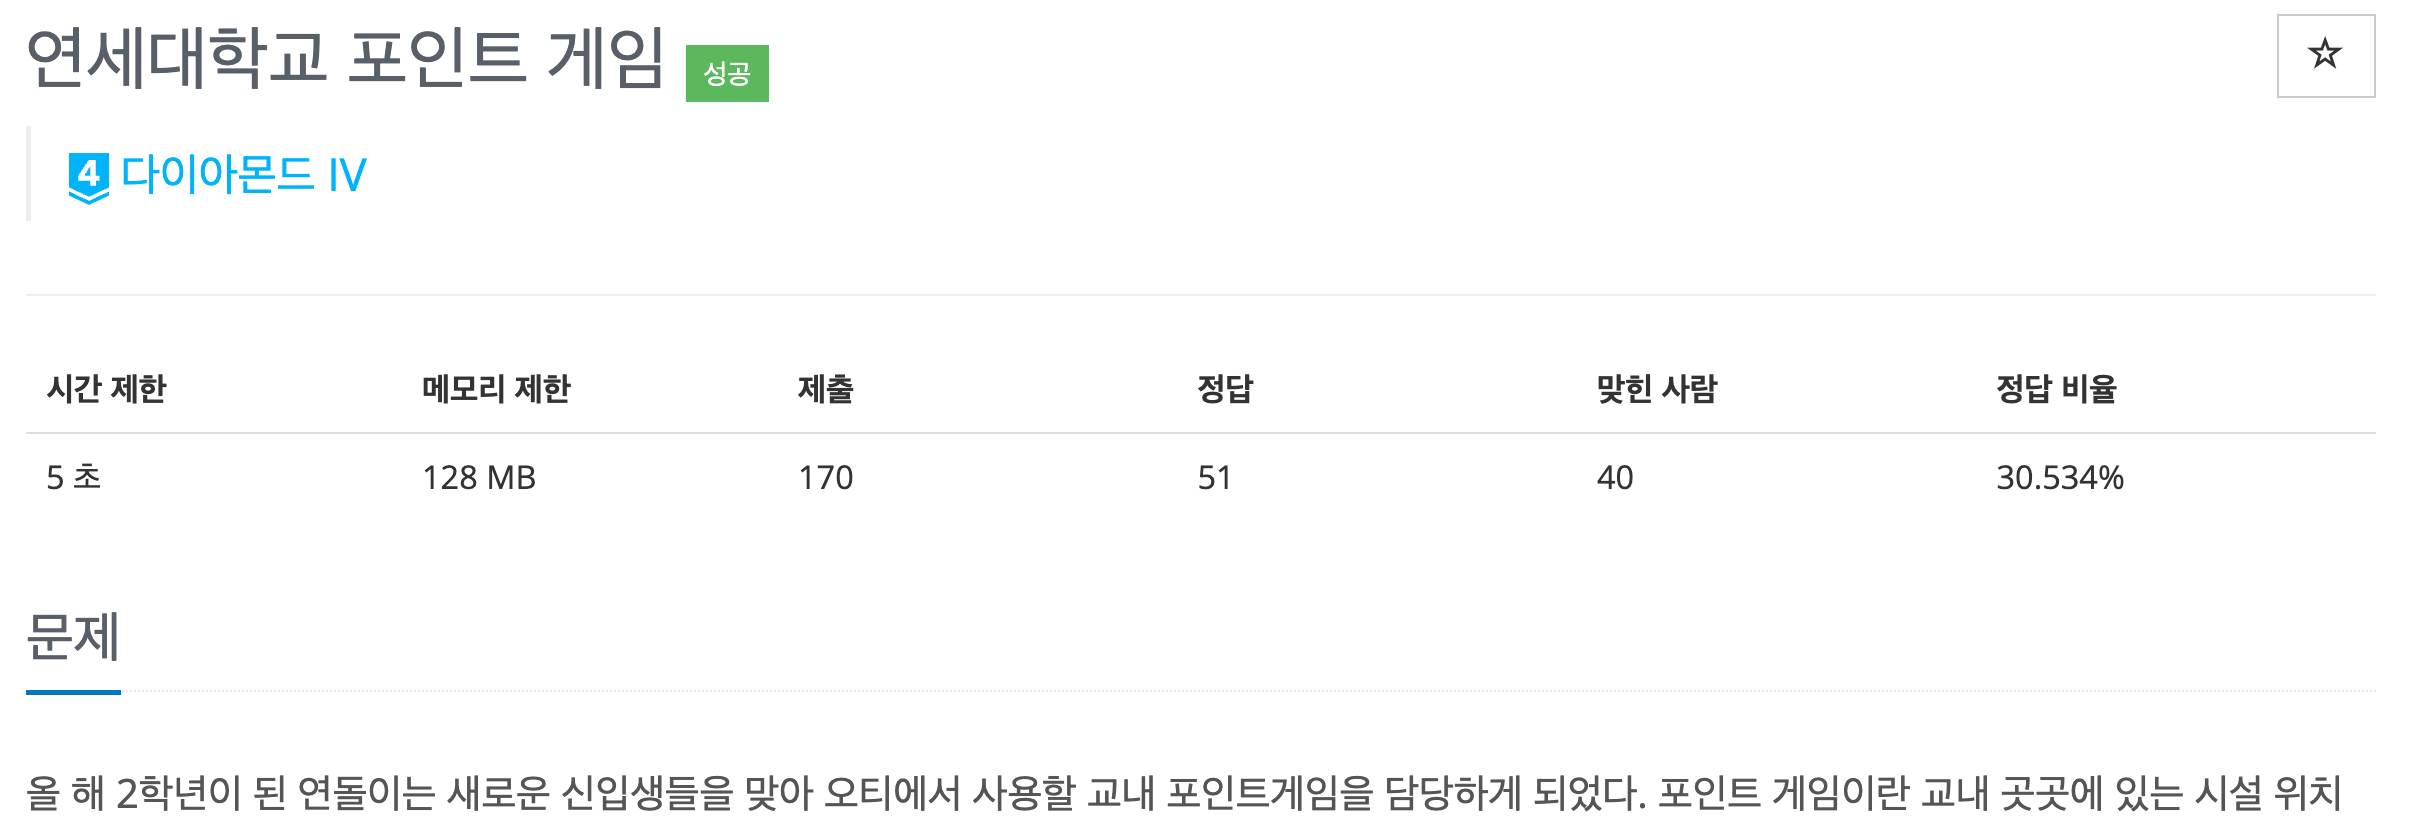 연세대학교 포인트 게임 성공
4 다이아몬드 IV
시간 제한 메모리 제한 제출 정답 맞힌 사람 정답 비율
5 초 128 MB 170 51 40 30.534%
문제
올 해 2학년이 된 연돌이는 새로운 신입생들을 맞아 오티에서 사용할 교내 포인트게임을 담당하게 되었다. 포인트 게임이란 교내 곳곳에 있는 시설 위치